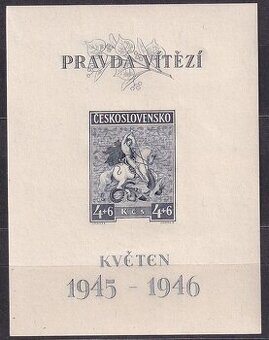 PRAVDA VÍTĚZÍ
ČESKOSLOVENSKO
4+6 Kčs 4+6
KVĚTEN
1945 - 1946